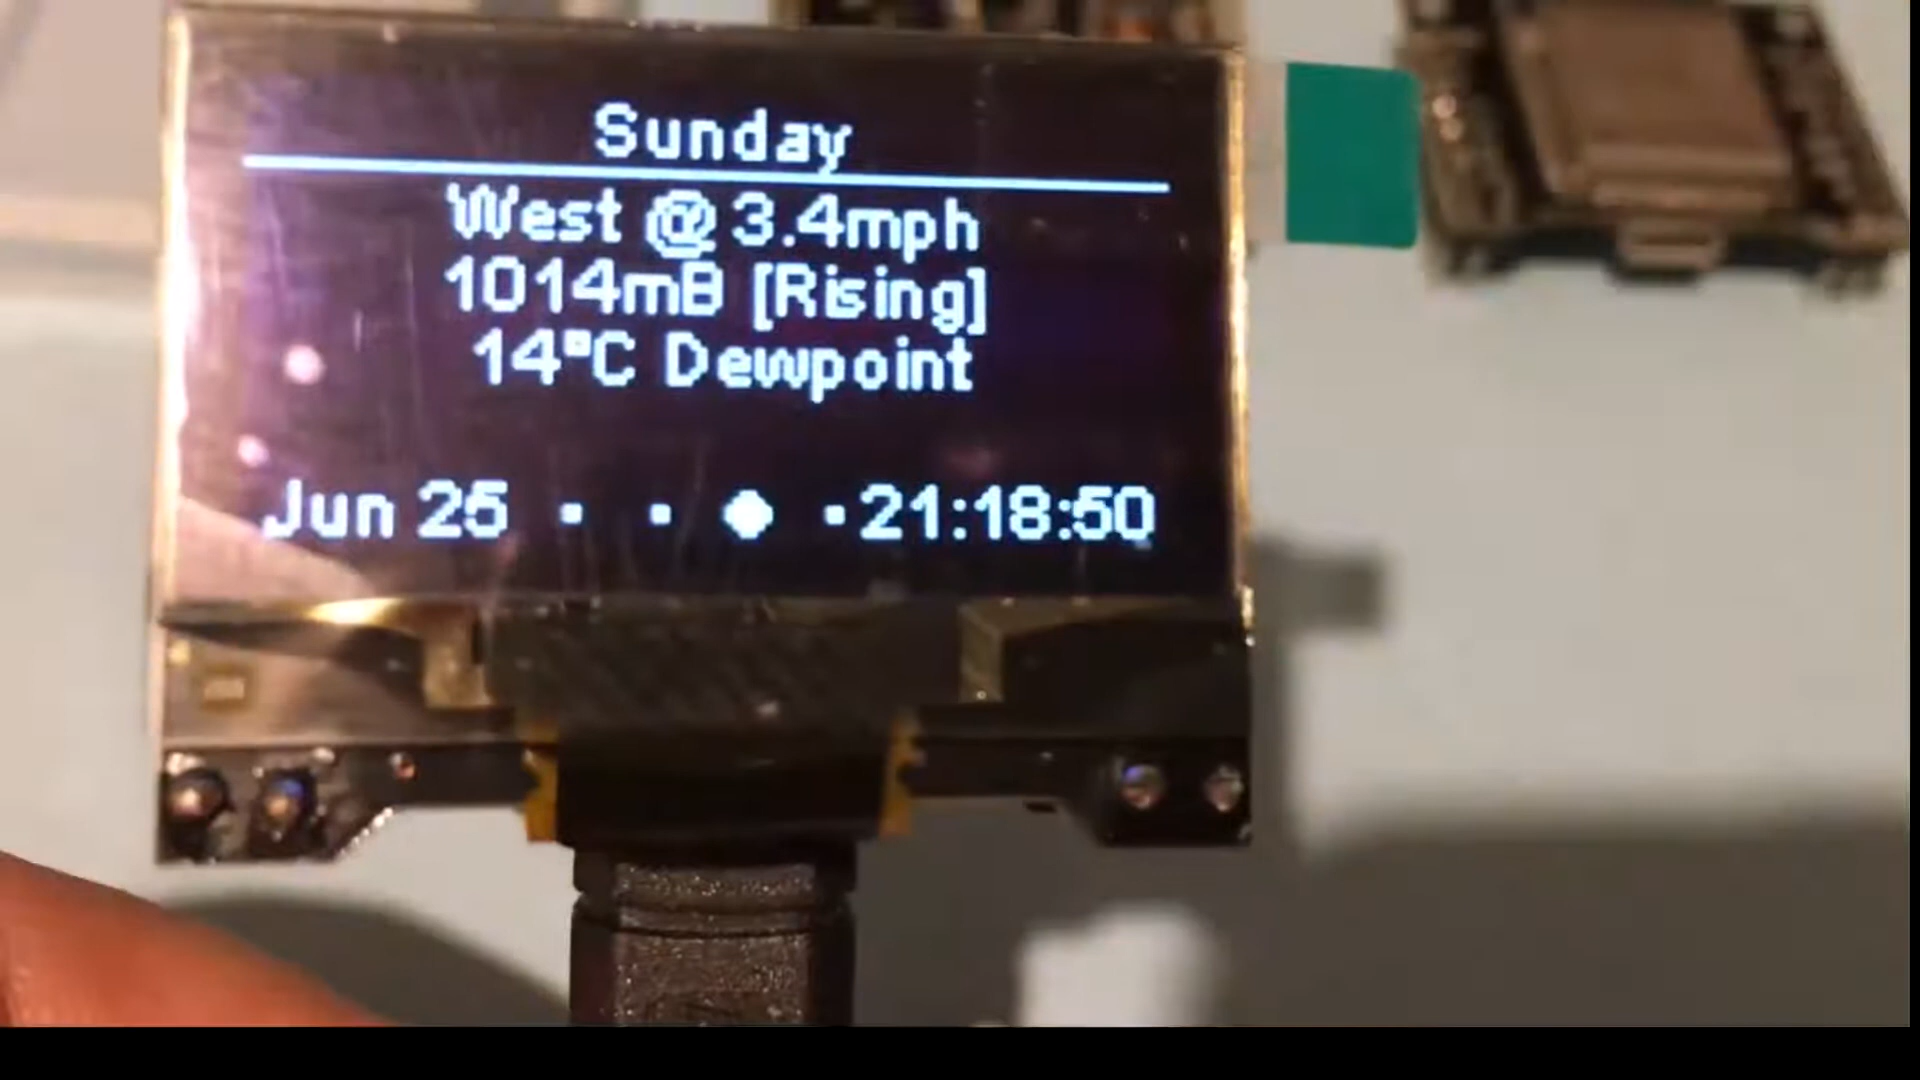 Sunday
West @ 3.4mph
1014mB [Rising]
14°C Dewpoint
Jun 25 21:18:50